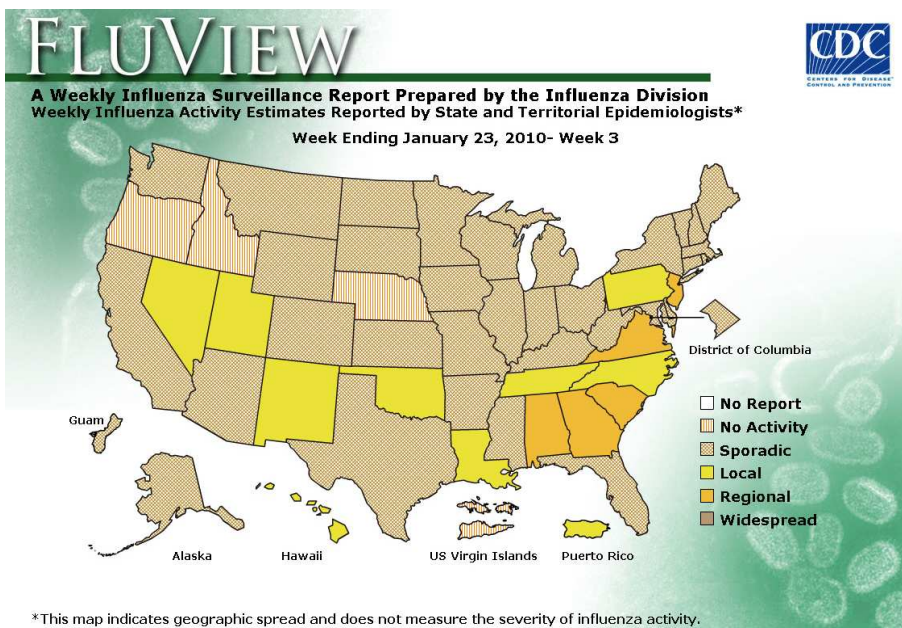 FLUVIEW
CDC
CENTERS FOR DISEASE™
CONTROL AND PREVENTION
A Weekly Influenza Surveillance Report Prepared by the Influenza Division
Weekly Influenza Activity Estimates Reported by State and Territorial Epidemiologists*
Week Ending January 23, 2010- Week 3
District of Columbia
No Report
No Activity
Sporadic
Local
Regional
Widespread
Guam
Alaska
Hawaii
US Virgin Islands
Puerto Rico
*This map indicates geographic spread and does not measure the severity of influenza activity.